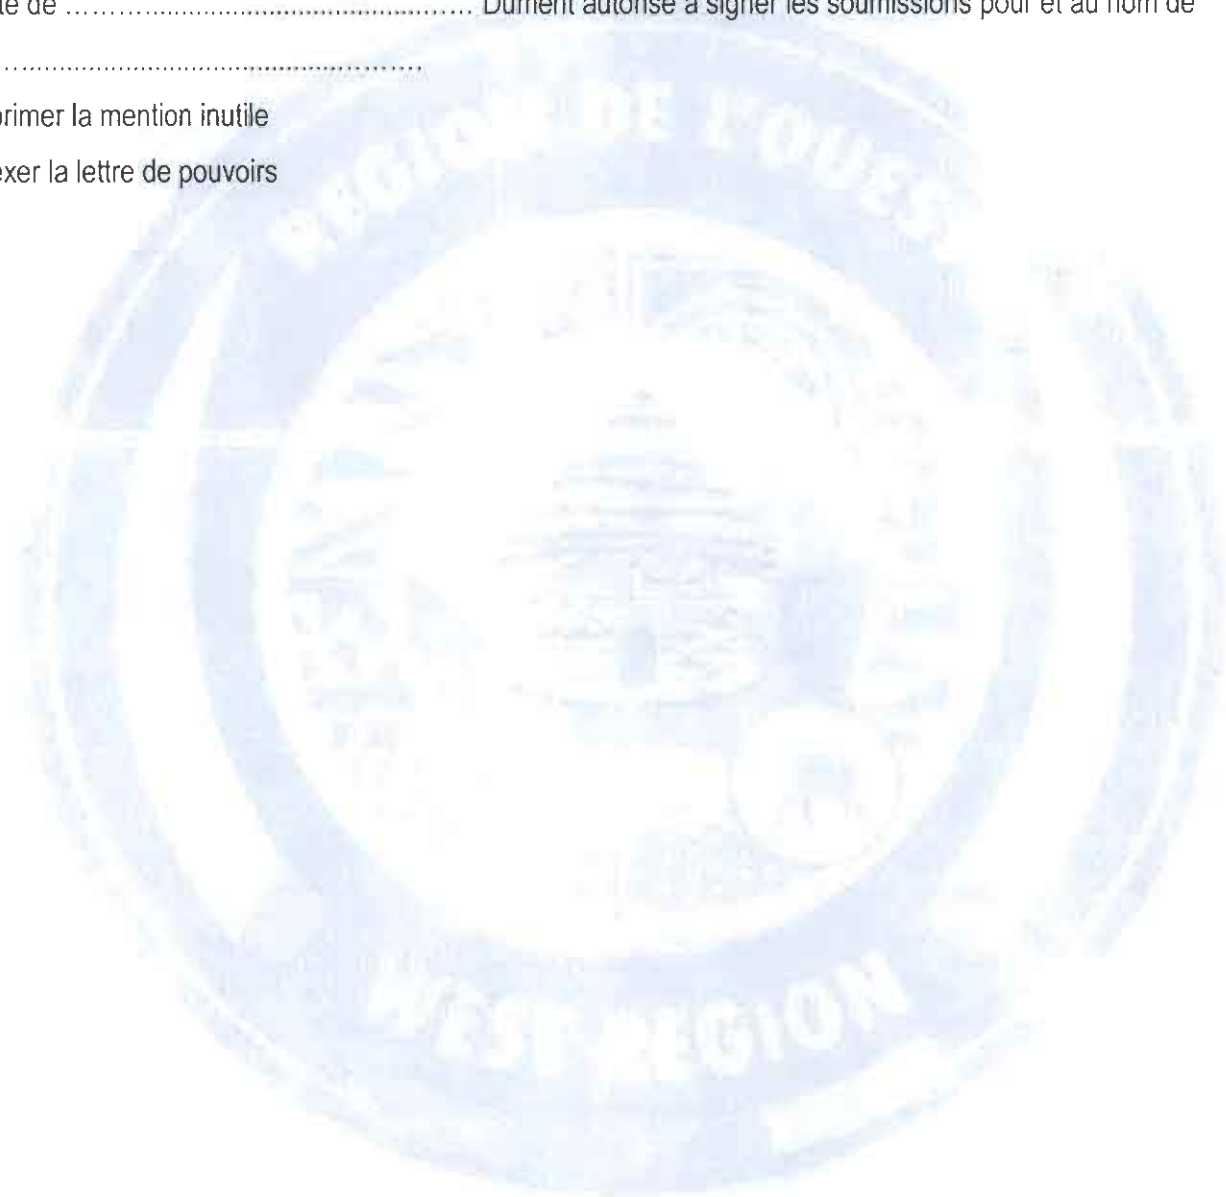 té de ………................................................…. Dûment autorisé à signer les soumissions pour et au nom de
….................................................................……
primer la mention inutile
exer la lettre de pouvoirs
REGION DE L'OUEST
WEST REGION